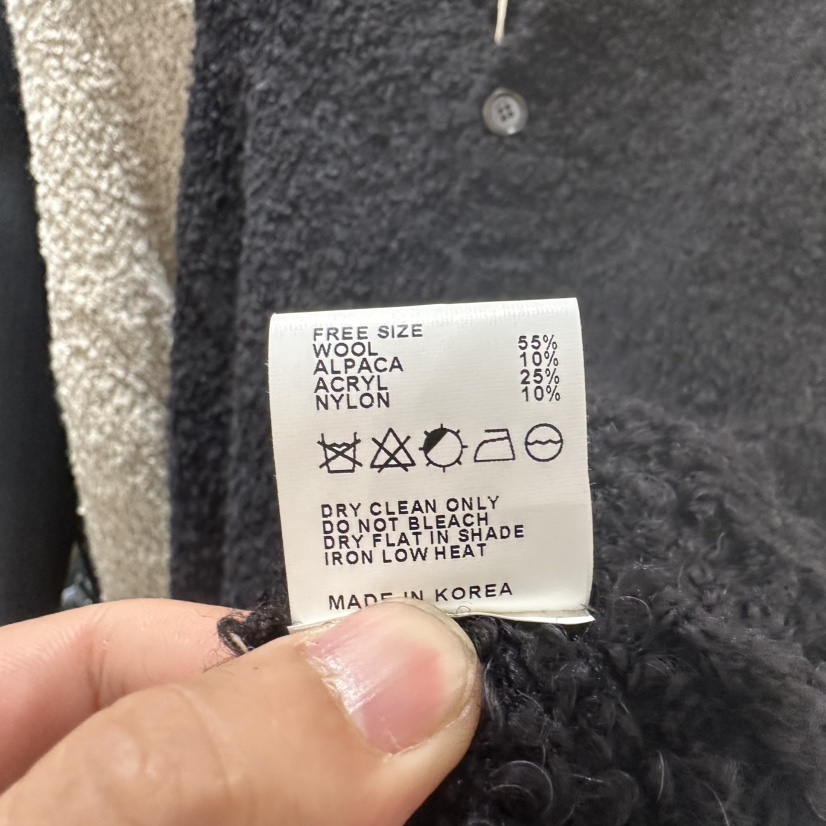 FREE SIZE
WOOL 55%
ALPACA 10%
ACRYL 25%
NYLON 10%
DRY CLEAN ONLY
DO NOT BLEACH
DRY FLAT IN SHADE
IRON LOW HEAT
MADE IN KOREA